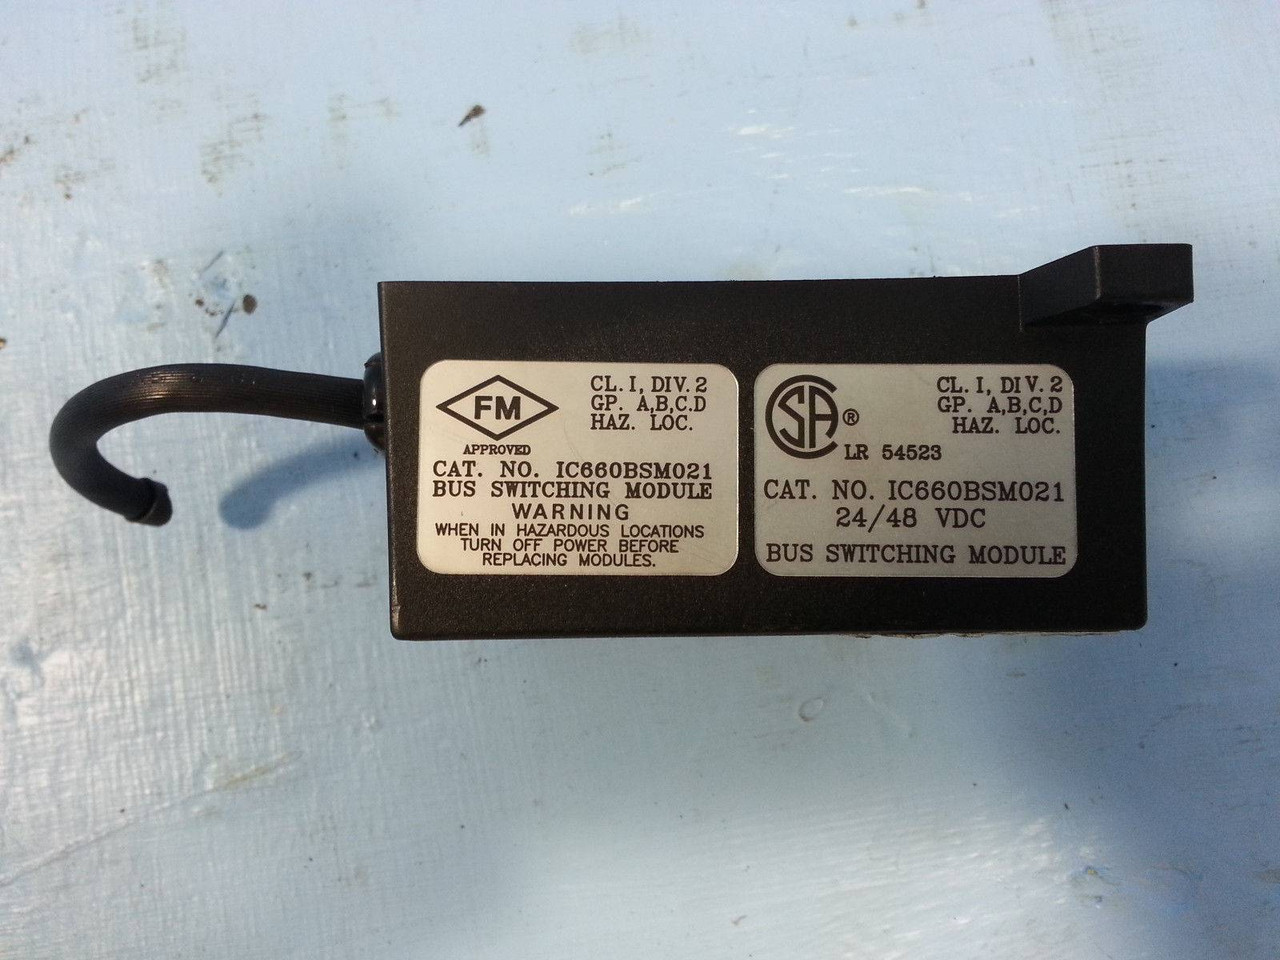 FM
APPROVED
CL. I, DIV. 2
GP. A,B,C,D
HAZ. LOC.
CAT. NO. IC660BSM021
BUS SWITCHING MODULE
WARNING
WHEN IN HAZARDOUS LOCATIONS
TURN OFF POWER BEFORE
REPLACING MODULES.
CSA ®
LR 54523
CL. I, DIV. 2
GP. A,B,C,D
HAZ. LOC.
CAT. NO. IC660BSM021
24/48 VDC
BUS SWITCHING MODULE